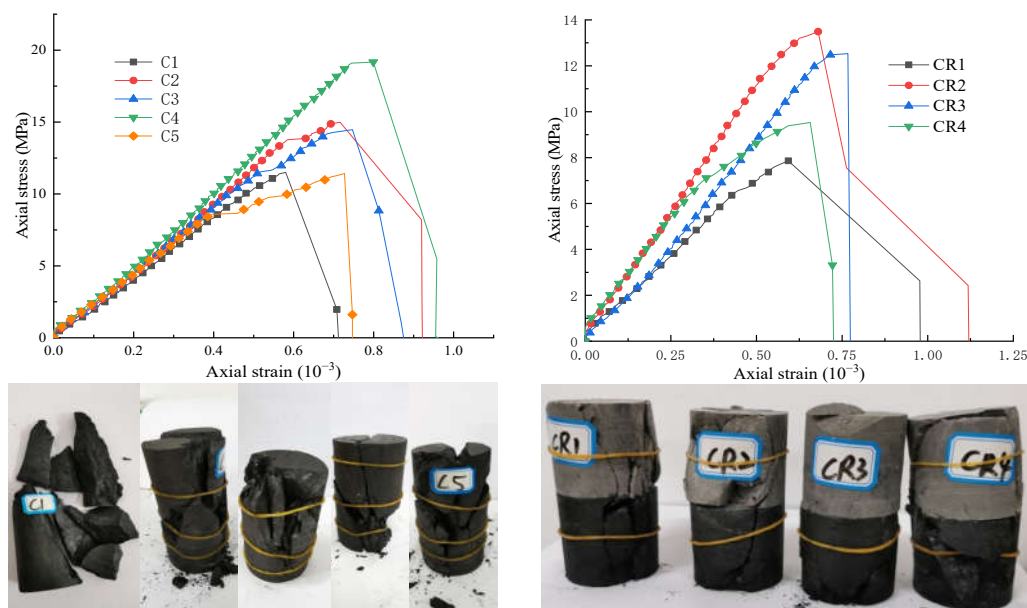 Axial stress (MPa)
20
15
10
5
0
C1
C2
C3
C4
C5
0.0
0.2
0.4
0.6
0.8
1.0
Axial strain (10⁻³)
Axial stress (MPa)
14
12
10
8
6
4
2
0
CR1
CR2
CR3
CR4
0.00
0.25
0.50
0.75
1.00
1.25
Axial strain (10⁻³)
C1
C5
CR1
CR2
CR3
CR4